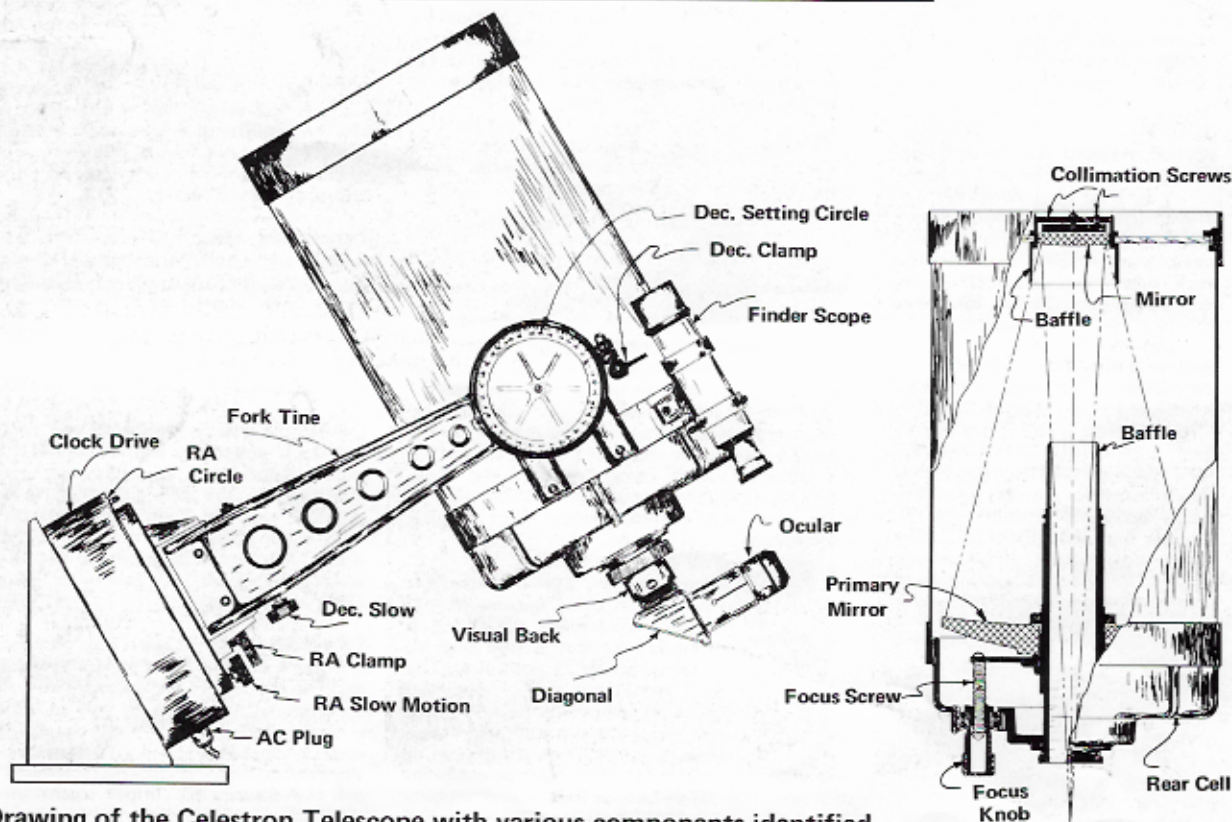 Collimation Screws
Dec. Setting Circle
Dec. Clamp
Finder Scope
Mirror
Baffle
Fork Tine
Clock Drive
RA
Circle
Baffle
Ocular
Primary
Mirror
Dec. Slow
Visual Back
RA Clamp
Diagonal
Focus Screw
RA Slow Motion
AC Plug
Rear Cell
Focus
Knob
Drawing of the Celestron Telescope with various components identified